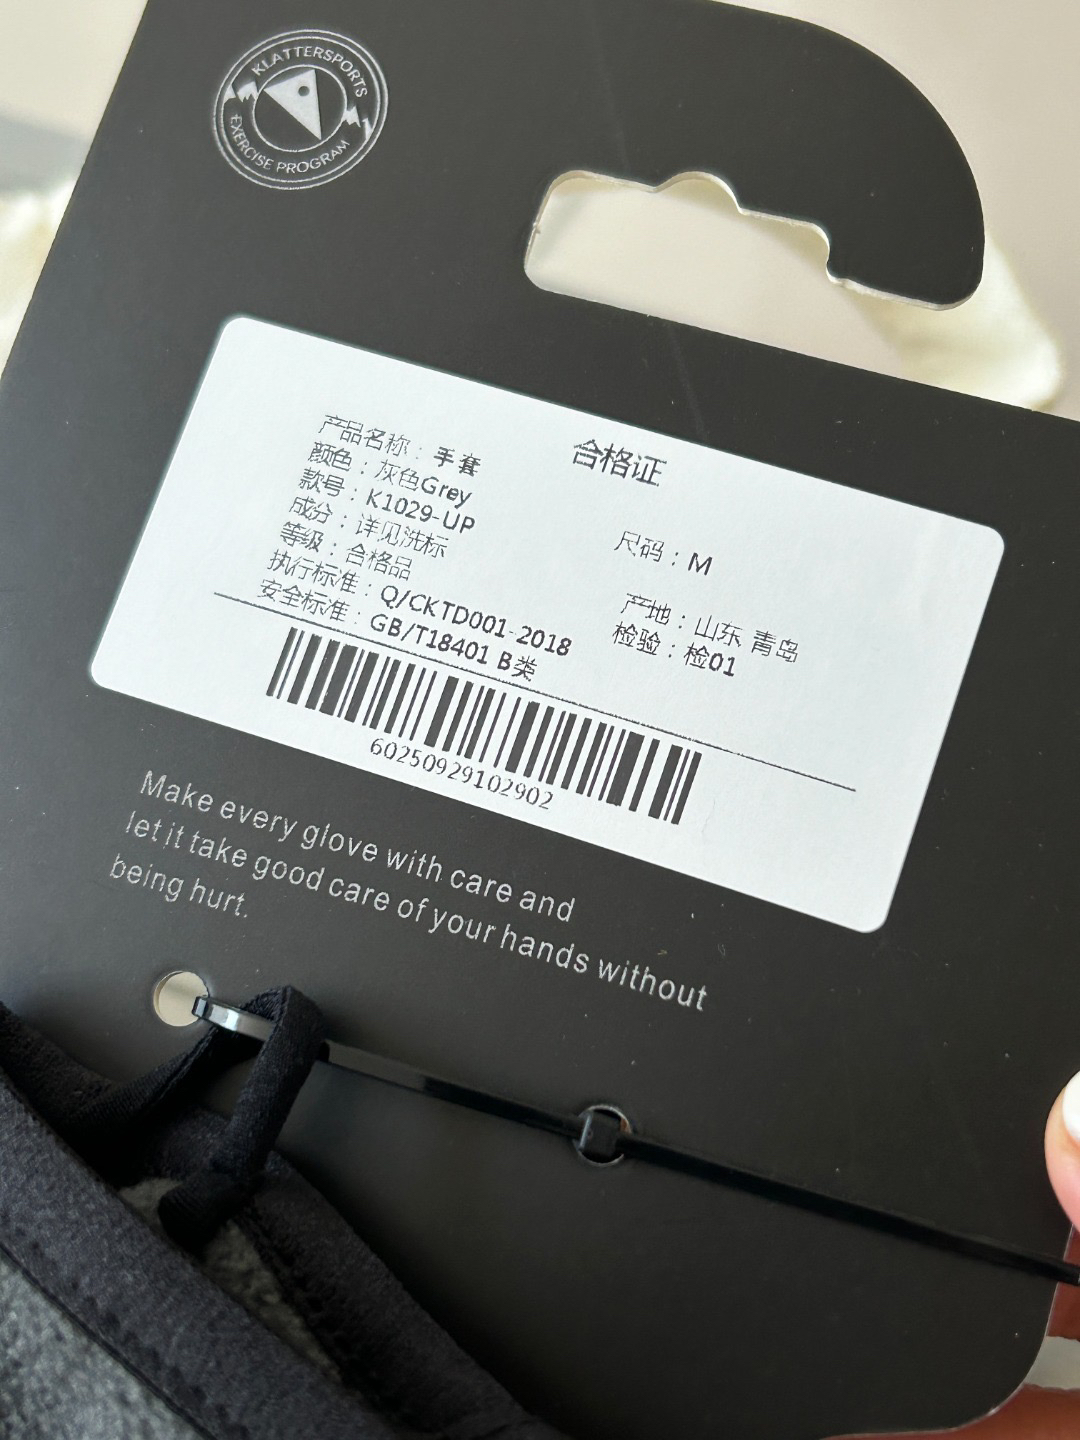 KLATTERSPORTS
EXERCISE PROGRAM
合格证
产品名称：手套
颜色：灰色Grey
款号：K1029-UP
尺码：M
成分：详见洗标
等级：合格品
产地：山东 青岛
执行标准：Q/CKTD001-2018
检验：检01
安全标准：GB/T18401 B类
60250929102902
Make every glove with care and
let it take good care of your hands without
being hurt.